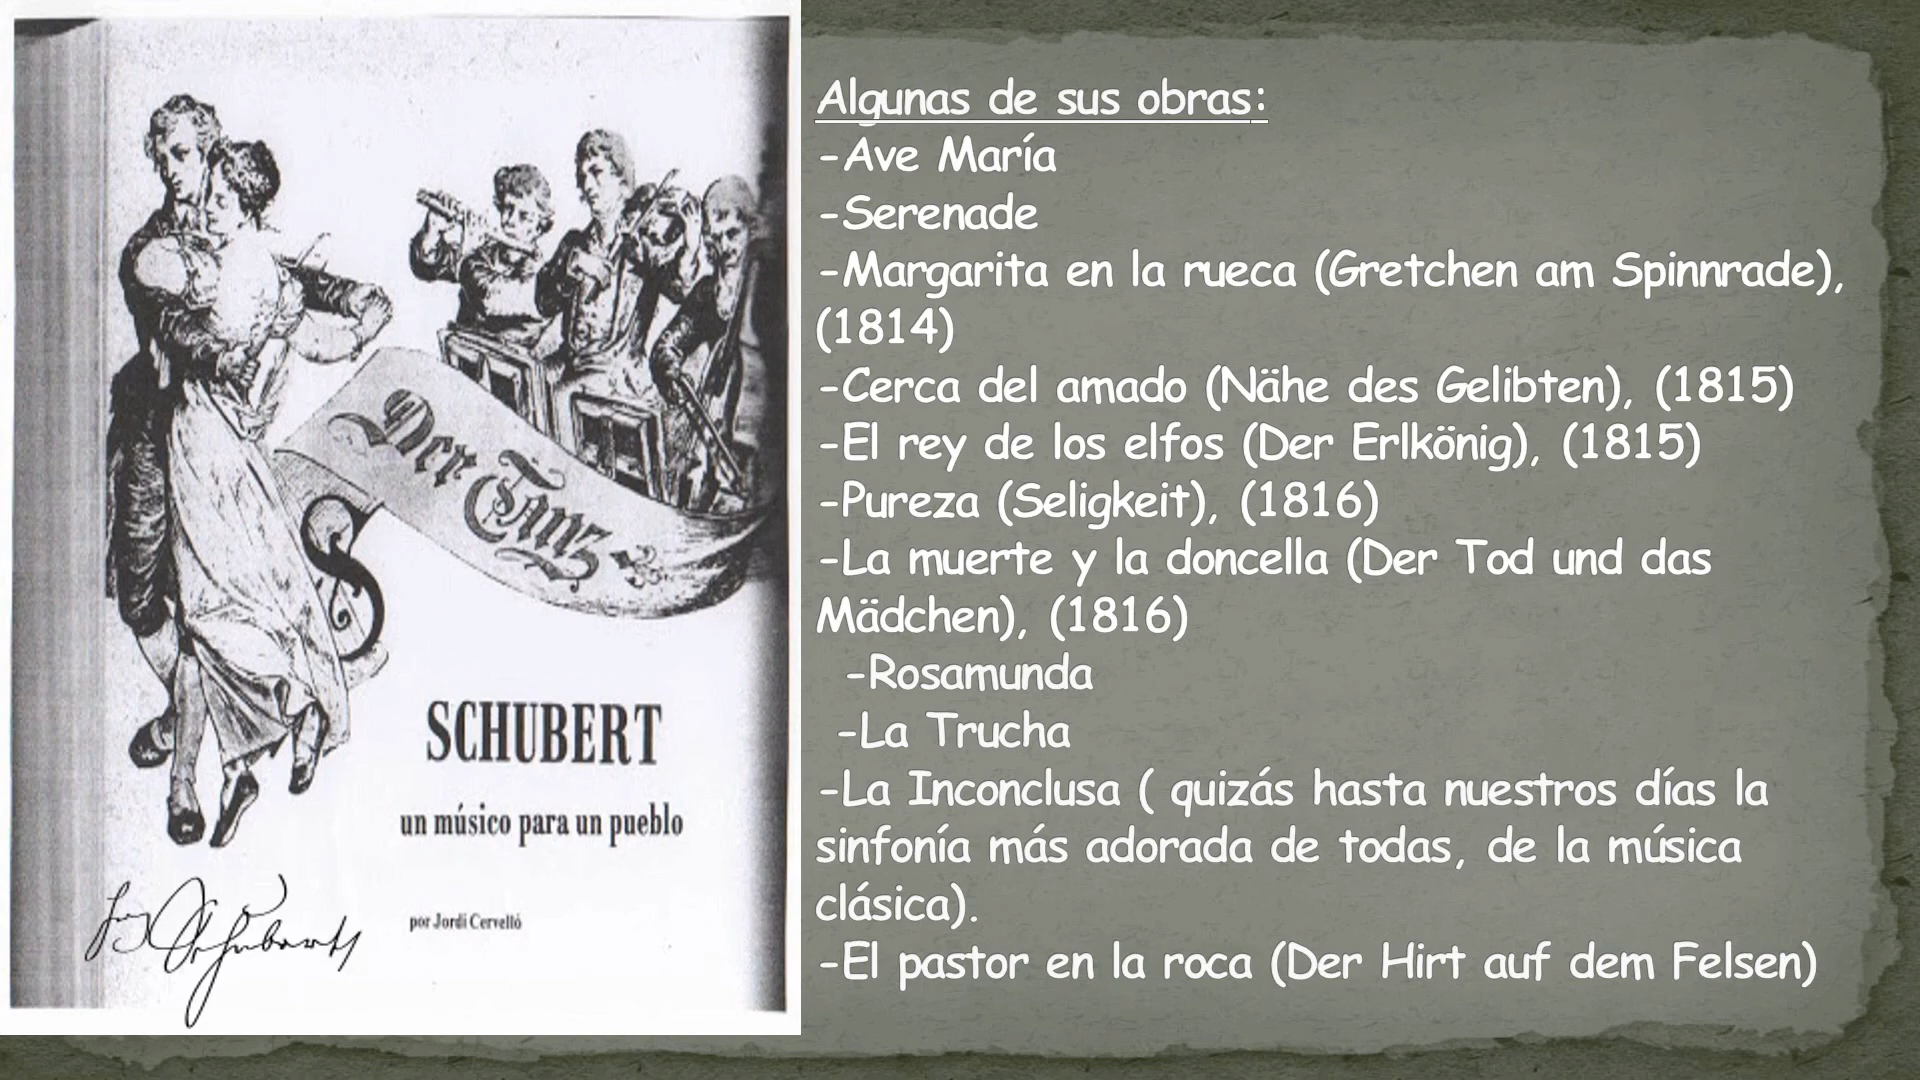 Der Tanz
SCHUBERT
un músico para un pueblo
por Jordi Cervelló
Schubert
Algunas de sus obras:
-Ave María
-Serenade
-Margarita en la rueca (Gretchen am Spinnrade),
(1814)
-Cerca del amado (Nähe des Gelibten), (1815)
-El rey de los elfos (Der Erlkönig), (1815)
-Pureza (Seligkeit), (1816)
-La muerte y la doncella (Der Tod und das
Mädchen), (1816)
-Rosamunda
-La Trucha
-La Inconclusa ( quizás hasta nuestros días la
sinfonía más adorada de todas, de la música
clásica).
-El pastor en la roca (Der Hirt auf dem Felsen)